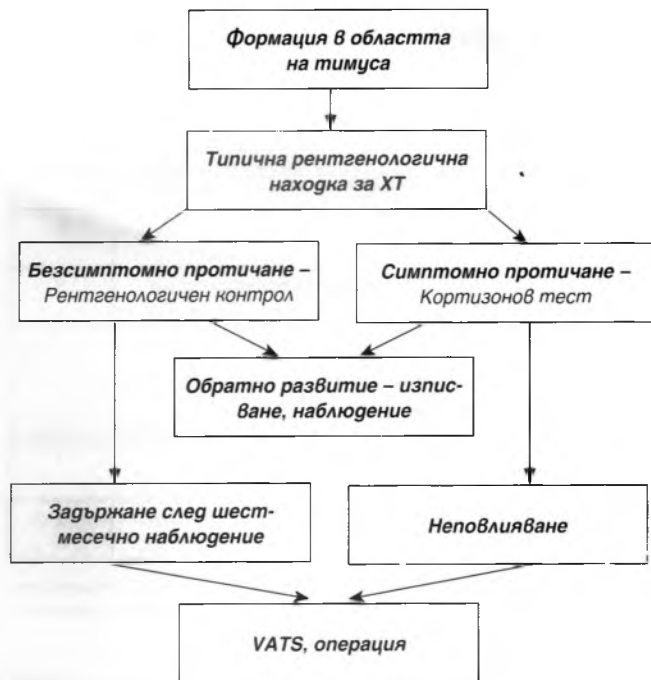 Формация в областта
на тимуса
Типична рентгенологична
находка за ХТ
Безсимптомно протичане –
Рентгенологичен контрол
Симптомно протичане –
Кортизонов тест
Обратно развитие – изпис-
ване, наблюдение
Задържане след шест-
месечно наблюдение
Неповлияване
VATS, операция